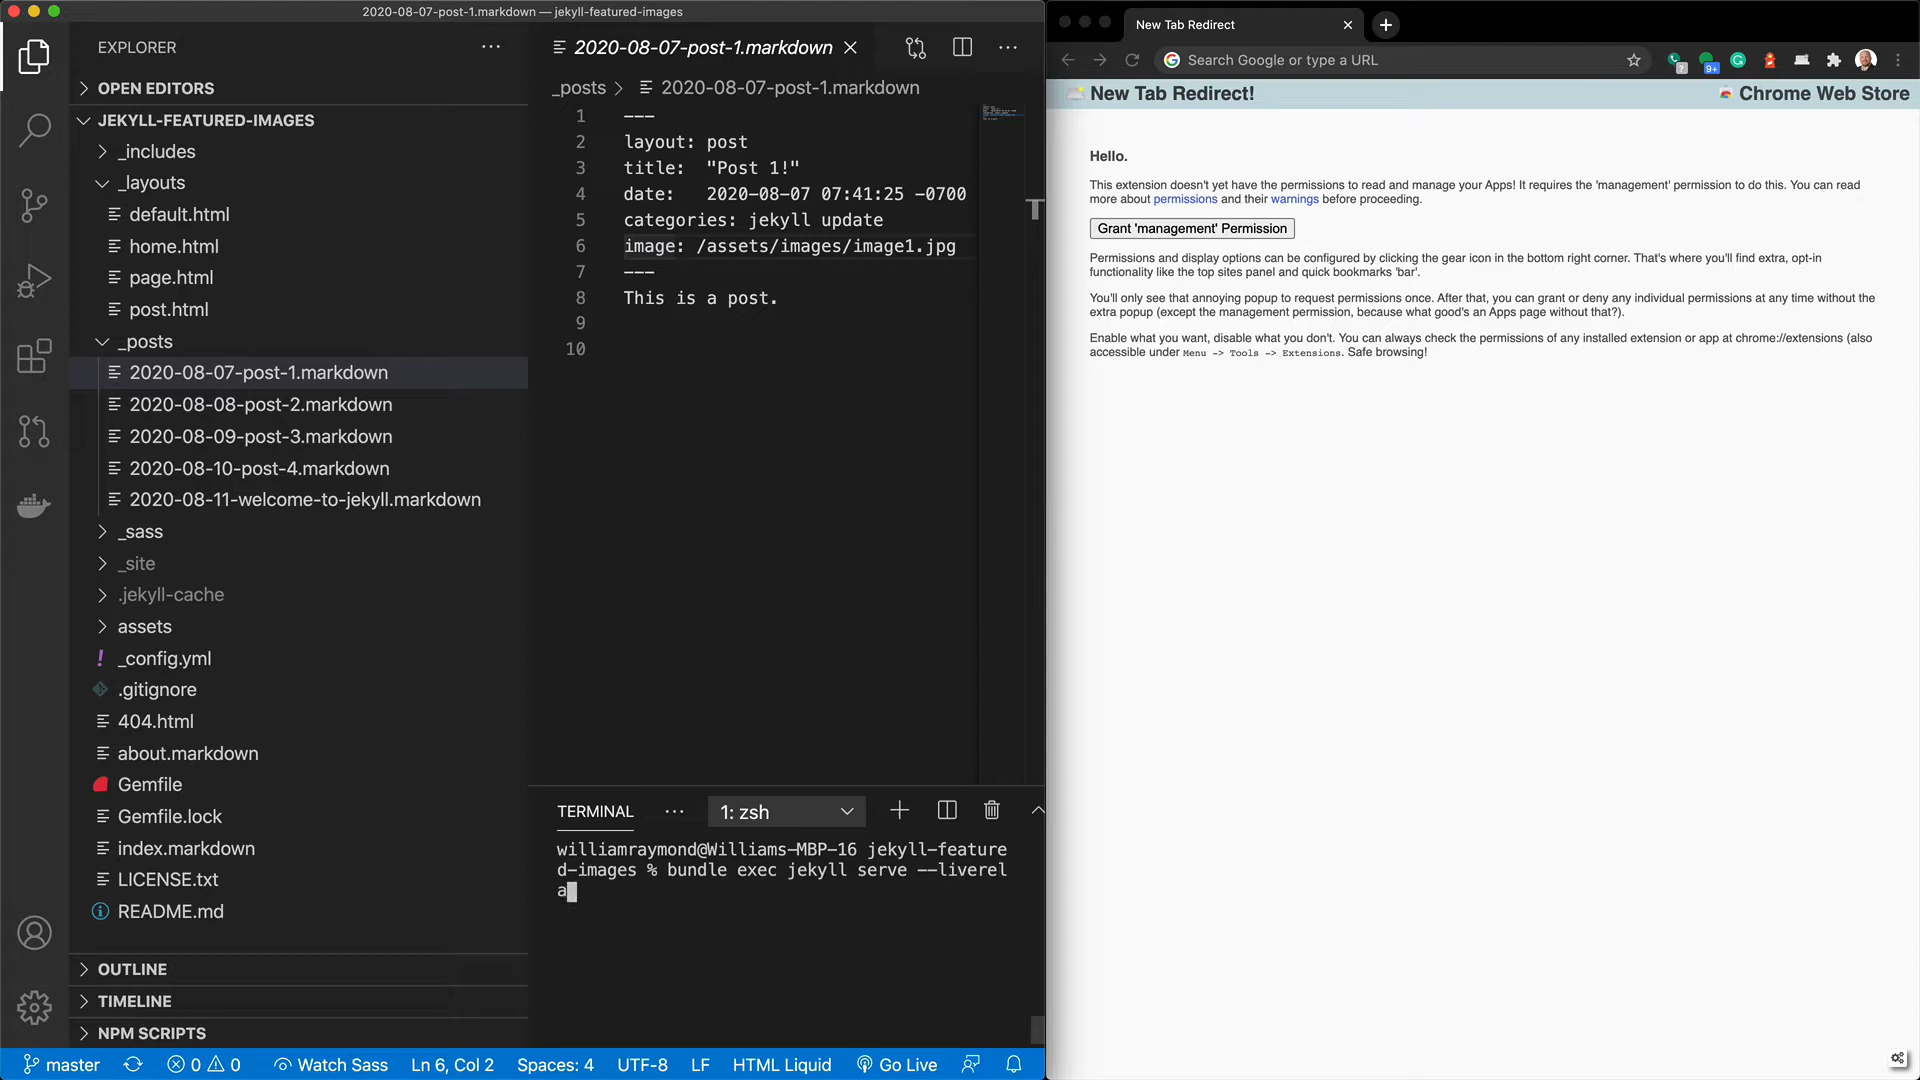 2020-08-07-post-1.markdown — jekyll-featured-images
EXPLORER
OPEN EDITORS
JEKYLL-FEATURED-IMAGES
_includes
_layouts
default.html
home.html
page.html
post.html
_posts
2020-08-07-post-1.markdown
2020-08-08-post-2.markdown
2020-08-09-post-3.markdown
2020-08-10-post-4.markdown
2020-08-11-welcome-to-jekyll.markdown
_sass
_site
.jekyll-cache
assets
_config.yml
.gitignore
404.html
about.markdown
Gemfile
Gemfile.lock
index.markdown
LICENSE.txt
README.md
OUTLINE
TIMELINE
NPM SCRIPTS
2020-08-07-post-1.markdown
_posts > 2020-08-07-post-1.markdown
1 ---
2 layout: post
3 title: "Post 1!"
4 date: 2020-08-07 07:41:25 -0700
5 categories: jekyll update
6 image: /assets/images/image1.jpg
7 ---
8 This is a post.
9
10
TERMINAL 1: zsh
williamraymond@Williams-MBP-16 jekyll-feature
d-images % bundle exec jekyll serve --liverel
a
master 0 0 Watch Sass Ln 6, Col 2 Spaces: 4 UTF-8 LF HTML Liquid Go Live
New Tab Redirect
Search Google or type a URL
9+
New Tab Redirect! Chrome Web Store
Hello.
This extension doesn't yet have the permissions to read and manage your Apps! It requires the 'management' permission to do this. You can read
more about permissions and their warnings before proceeding.
Grant 'management' Permission
Permissions and display options can be configured by clicking the gear icon in the bottom right corner. That's where you'll find extra, opt-in
functionality like the top sites panel and quick bookmarks 'bar'.
You'll only see that annoying popup to request permissions once. After that, you can grant or deny any individual permissions at any time without the
extra popup (except the management permission, because what good's an Apps page without that?).
Enable what you want, disable what you don't. You can always check the permissions of any installed extension or app at chrome://extensions (also
accessible under Menu -> Tools -> Extensions. Safe browsing!